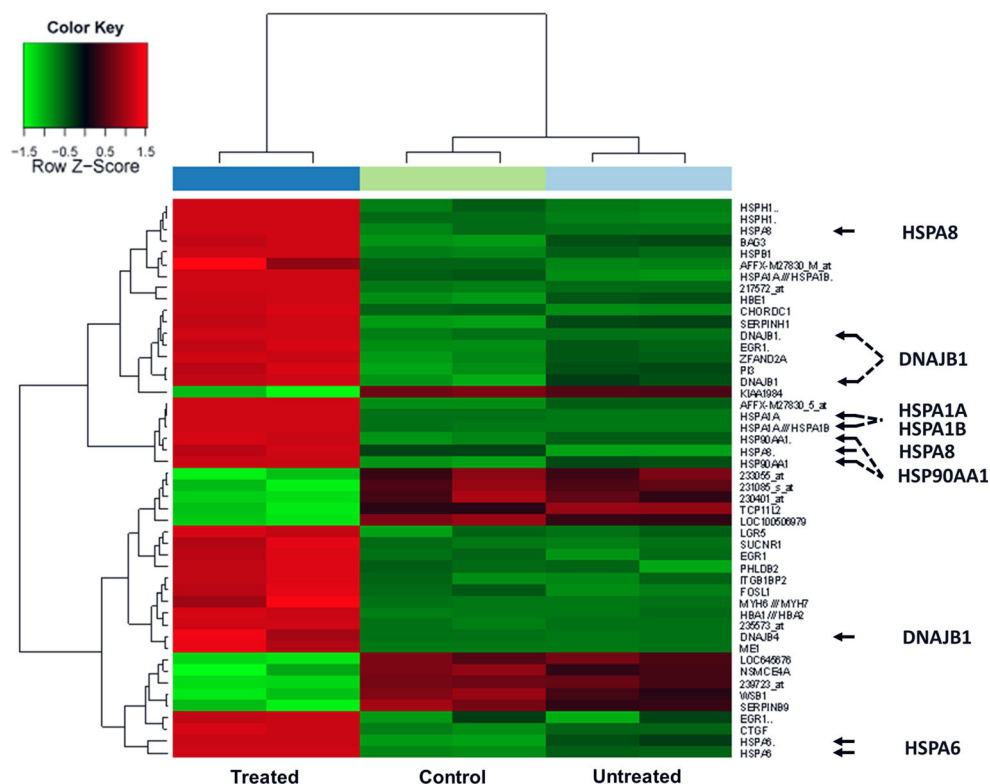 Color Key
-1.5 -0.5 0.5 1.5
Row Z-Score
HSPH1..
HSPH1.
HSPA8
HSPA8
BAG3
HSPB1
AFFX-M27830_M_at
HSPA1A///HSPA1B.
217572_at
HBE1
CHORDC1
SERPINH1
DNAJB1.
EGR1.
ZFAND2A
DNAJB1
PI3
DNAJB1
KIAA1984
AFFX-M27830_5_at
HSPA1A
HSPA1A
HSPA1A///HSPA1B
HSPA1B
HSP90AA1.
HSPA8.
HSPA8
HSP90AA1
HSP90AA1
233055_at
231085_s_at
230401_at
TCP11L2
LOC100506979
LGR5
SUCNR1
EGR1
PHLDB2
ITGB1BP2
FOSL1
MYH6///MYH7
HBA1///HBA2
235573_at
DNAJB4
DNAJB1
ME1
LOC645676
NSMCE4A
239723_at
WSB1
SERPINB9
EGR1..
CTGF
HSPA6.
HSPA6
HSPA6
Treated Control Untreated